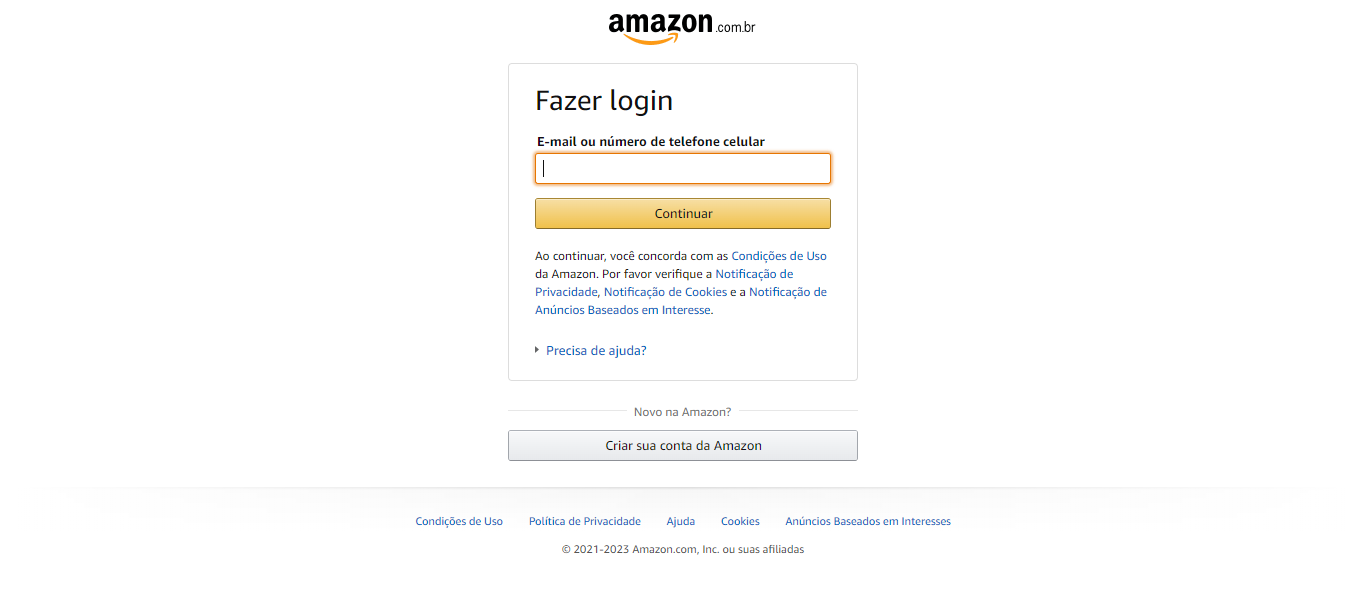 amazon.com.br
Fazer login
E-mail ou número de telefone celular
Continuar
Ao continuar, você concorda com as Condições de Uso
da Amazon. Por favor verifique a Notificação de
Privacidade, Notificação de Cookies e a Notificação de
Anúncios Baseados em Interesse.
Precisa de ajuda?
Novo na Amazon?
Criar sua conta da Amazon
Condições de Uso Política de Privacidade Ajuda Cookies Anúncios Baseados em Interesses
© 2021-2023 Amazon.com, Inc. ou suas afiliadas